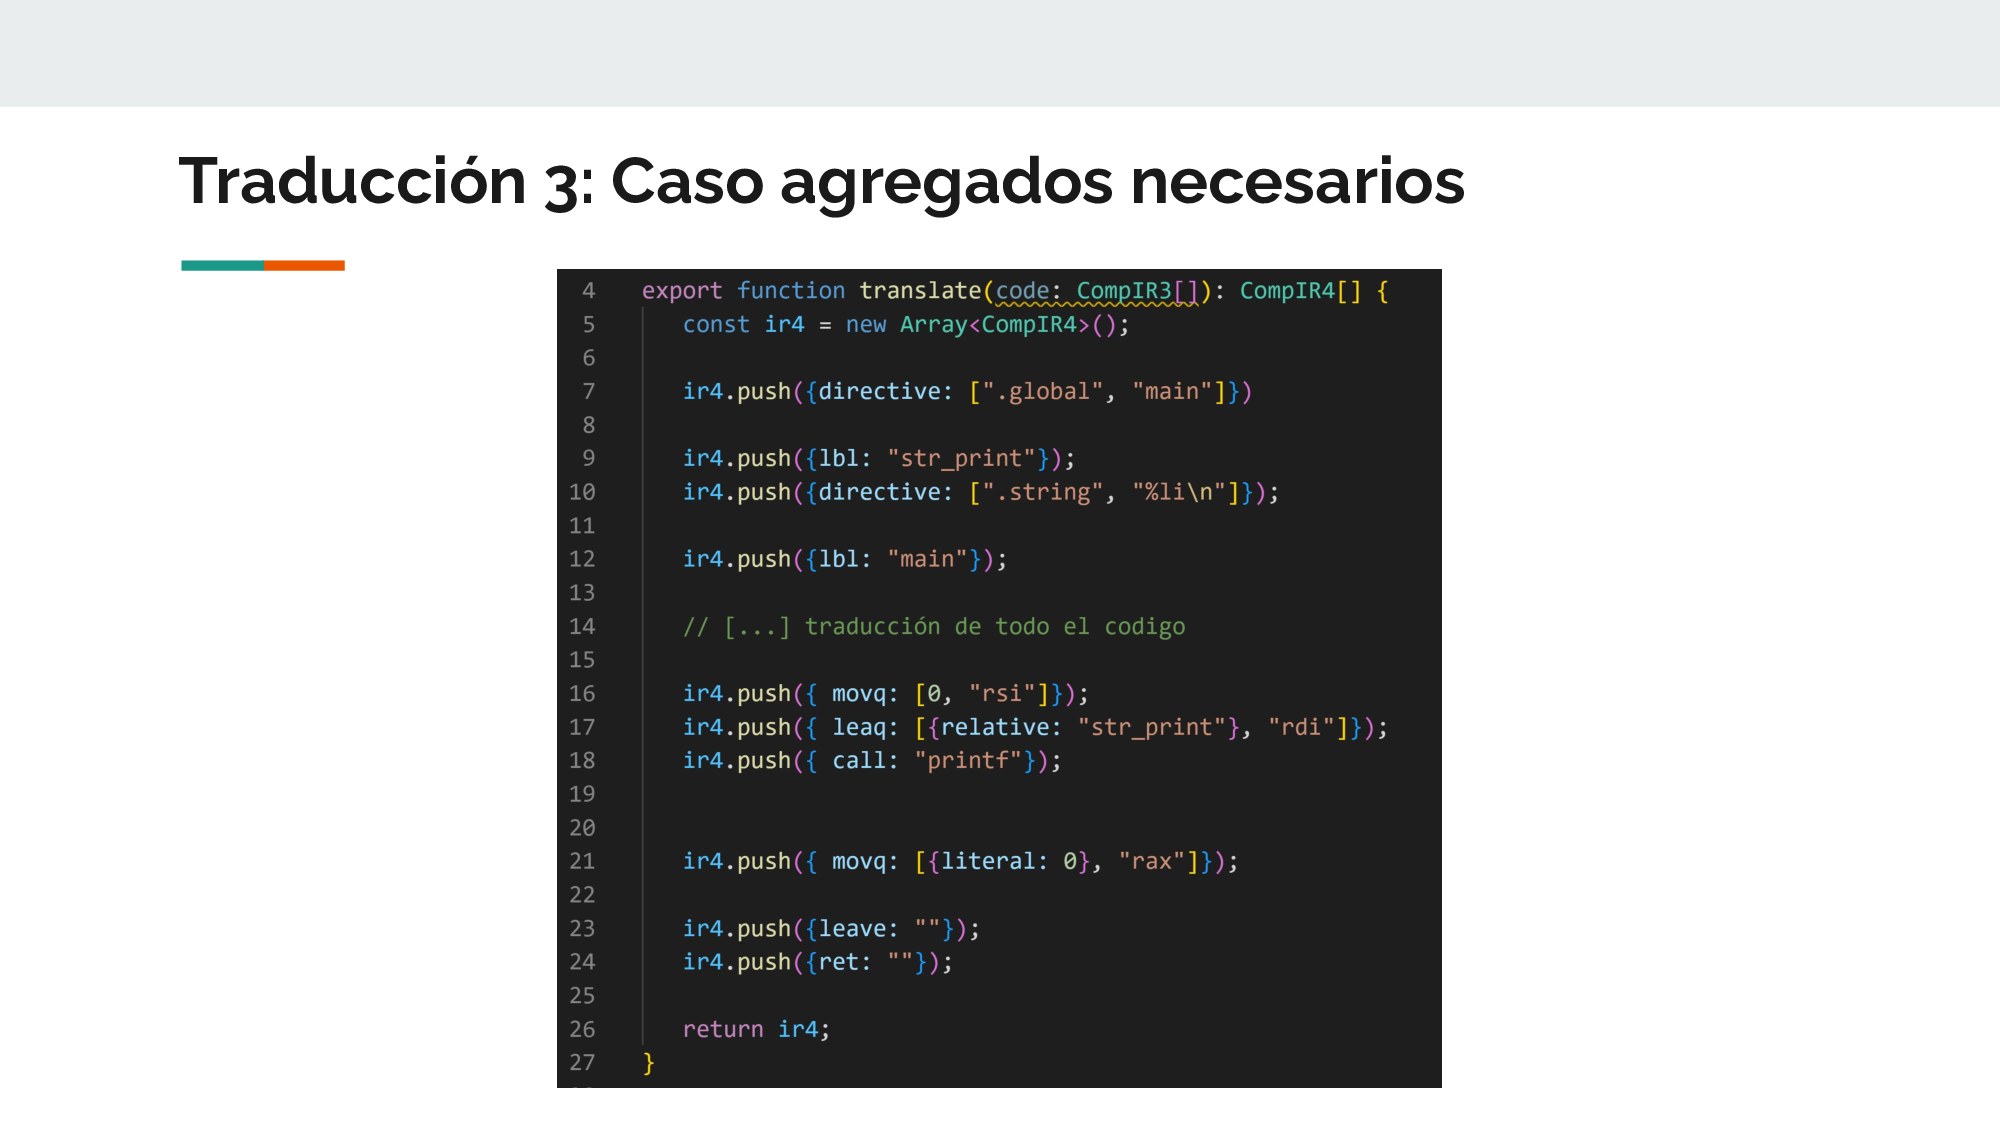 Traducción 3: Caso agregados necesarios
4 export function translate(code: CompIR3[]): CompIR4[] {
5 const ir4 = new Array<CompIR4>();
6
7 ir4.push({directive: [".global", "main"]})
8
9 ir4.push({lbl: "str_print"});
10 ir4.push({directive: [".string", "%li\n"]});
11
12 ir4.push({lbl: "main"});
13
14 // [...] traducción de todo el codigo
15
16 ir4.push({ movq: [0, "rsi"]});
17 ir4.push({ leaq: [{relative: "str_print"}, "rdi"]});
18 ir4.push({ call: "printf"});
19
20
21 ir4.push({ movq: [{literal: 0}, "rax"]});
22
23 ir4.push({leave: ""});
24 ir4.push({ret: ""});
25
26 return ir4;
27 }